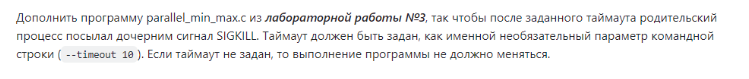 Дополнить программу parallel_min_max.c из лабораторной работы №3, так чтобы после заданного таймаута родительский
процесс посылал дочерним сигнал SIGKILL. Таймаут должен быть задан, как именной необязательный параметр командной
строки ( --timeout 10 ). Если таймаут не задан, то выполнение программы не должно меняться.